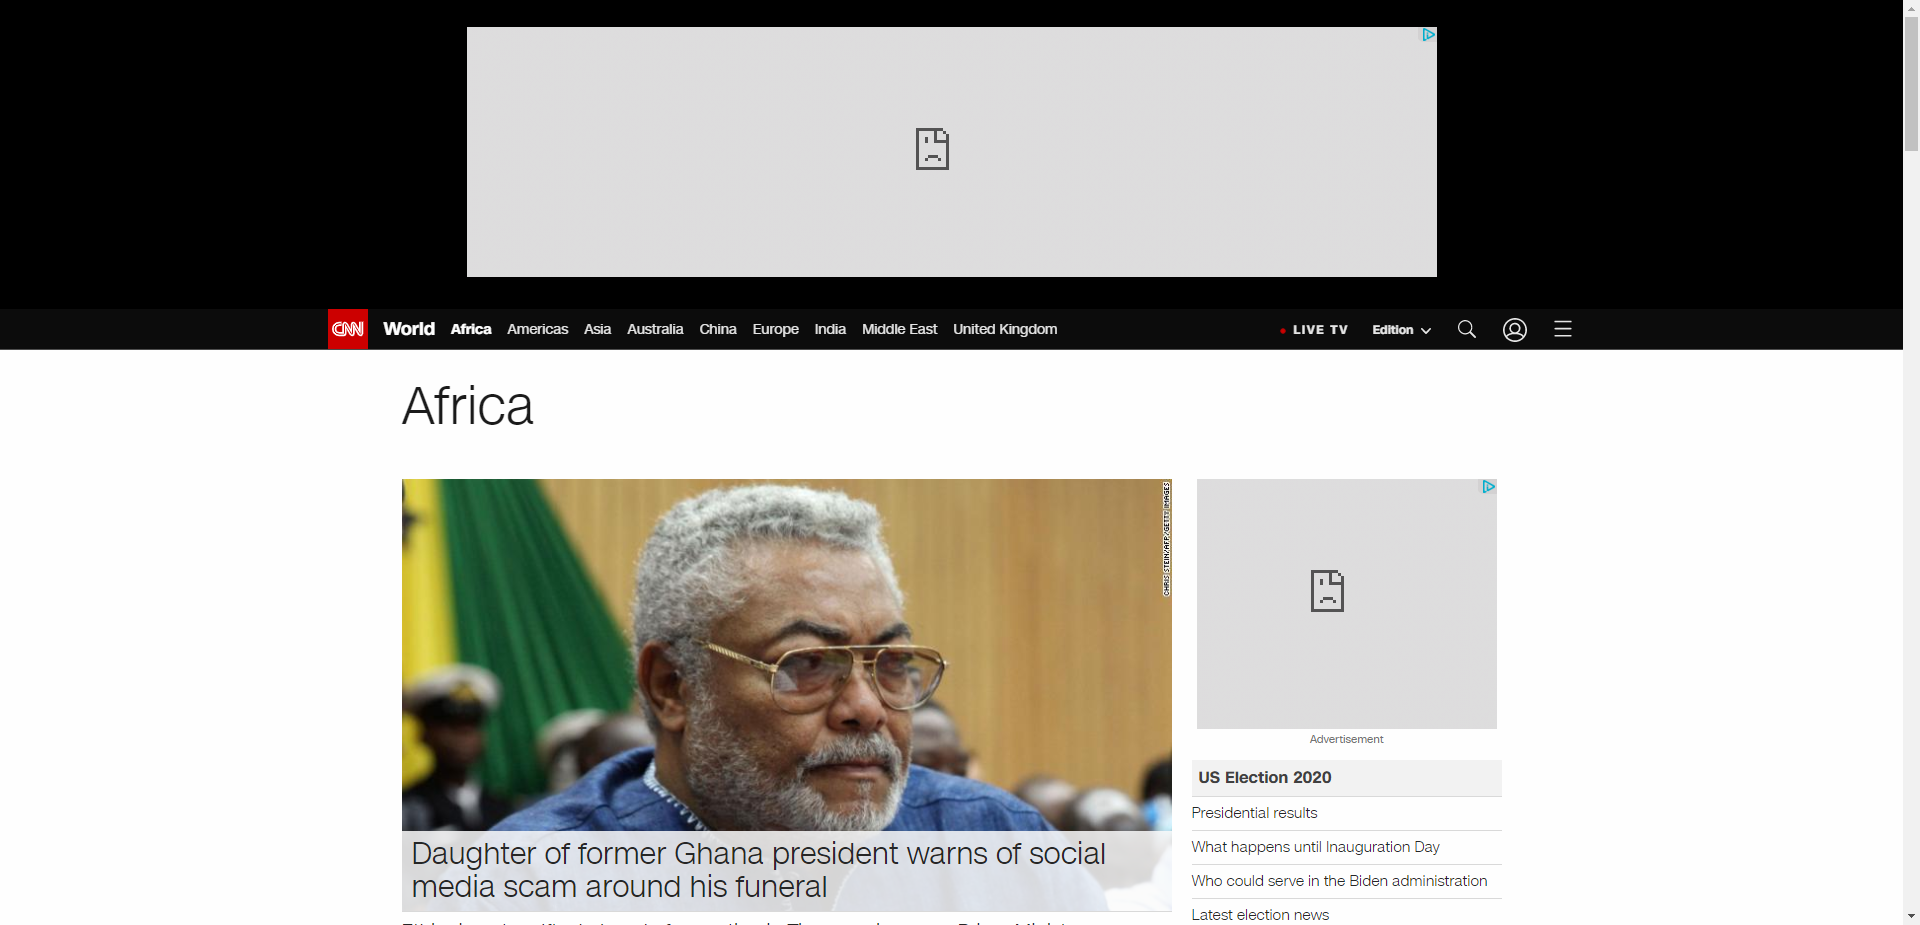 CNN World Africa Americas Asia Australia China Europe India Middle East United Kingdom LIVE TV Edition
Africa
CHRIS STEIN/AFP/GETTY IMAGES
Daughter of former Ghana president warns of social
media scam around his funeral
Advertisement
US Election 2020
Presidential results
What happens until Inauguration Day
Who could serve in the Biden administration
Latest election news